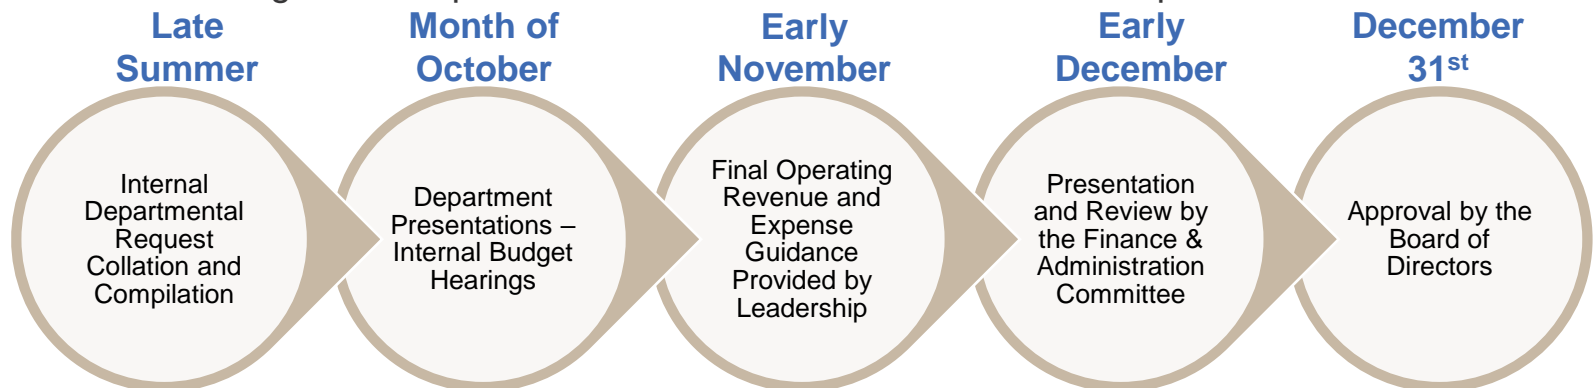 Late
Summer
Month of
October
Early
November
Early
December
December
31st
Internal
Departmental
Request
Collation and
Compilation
Department
Presentations –
Internal Budget
Hearings
Final Operating
Revenue and
Expense
Guidance
Provided by
Leadership
Presentation
and Review by
the Finance &
Administration
Committee
Approval by the
Board of
Directors